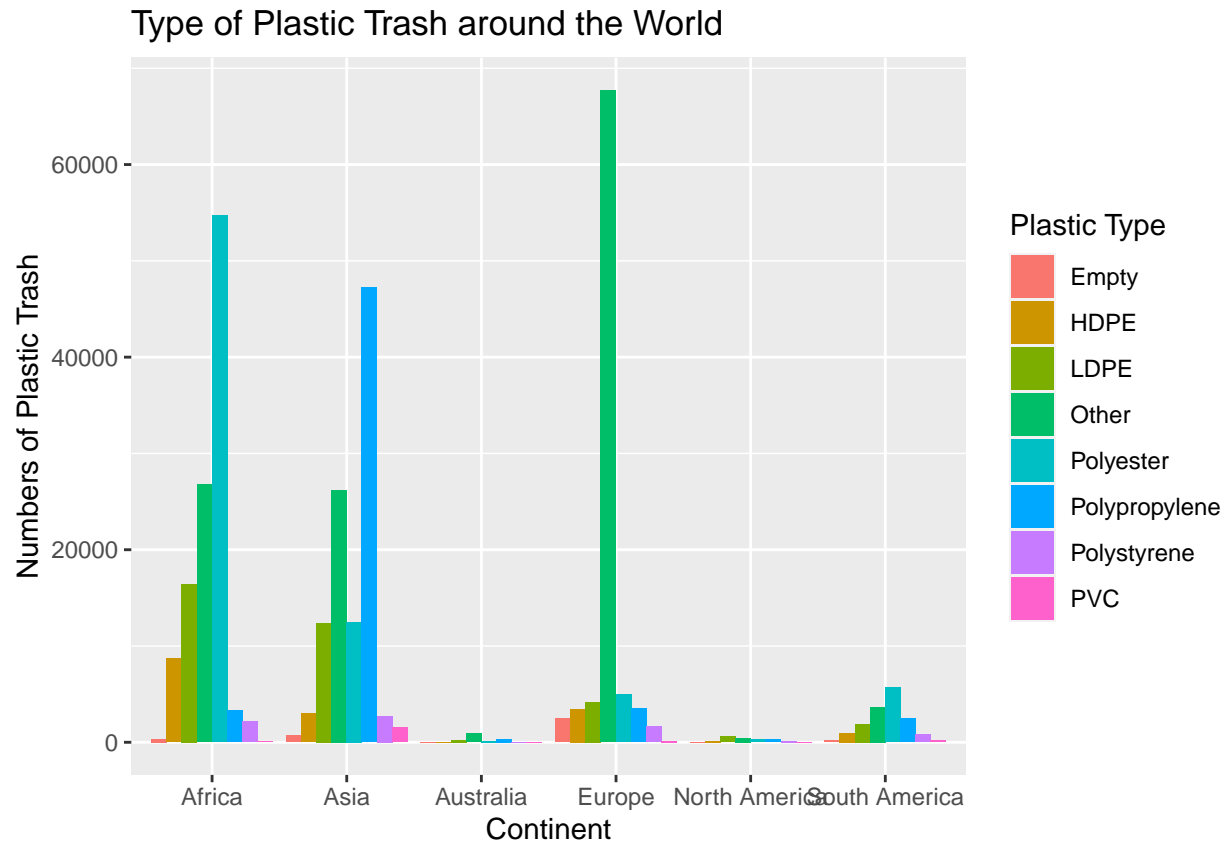 Type of Plastic Trash around the World
Numbers of Plastic Trash
60000
40000
20000
0
Africa
Asia
Australia
Europe
North America
South America
Continent
Plastic Type
Empty
HDPE
LDPE
Other
Polyester
Polypropylene
Polystyrene
PVC